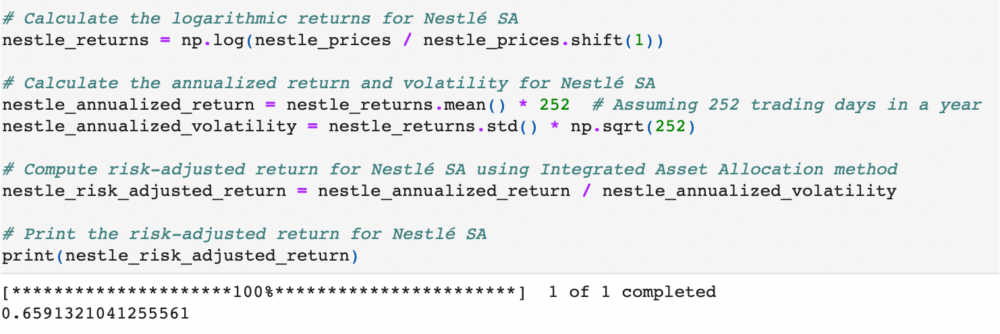 # Calculate the logarithmic returns for Nestlé SA
nestle_returns = np.log(nestle_prices / nestle_prices.shift(1))
# Calculate the annualized return and volatility for Nestlé SA
nestle_annualized_return = nestle_returns.mean() * 252  # Assuming 252 trading days in a year
nestle_annualized_volatility = nestle_returns.std() * np.sqrt(252)
# Compute risk-adjusted return for Nestlé SA using Integrated Asset Allocation method
nestle_risk_adjusted_return = nestle_annualized_return / nestle_annualized_volatility
# Print the risk-adjusted return for Nestlé SA
print(nestle_risk_adjusted_return)
[*********************100%***********************]  1 of 1 completed
0.6591321041255561